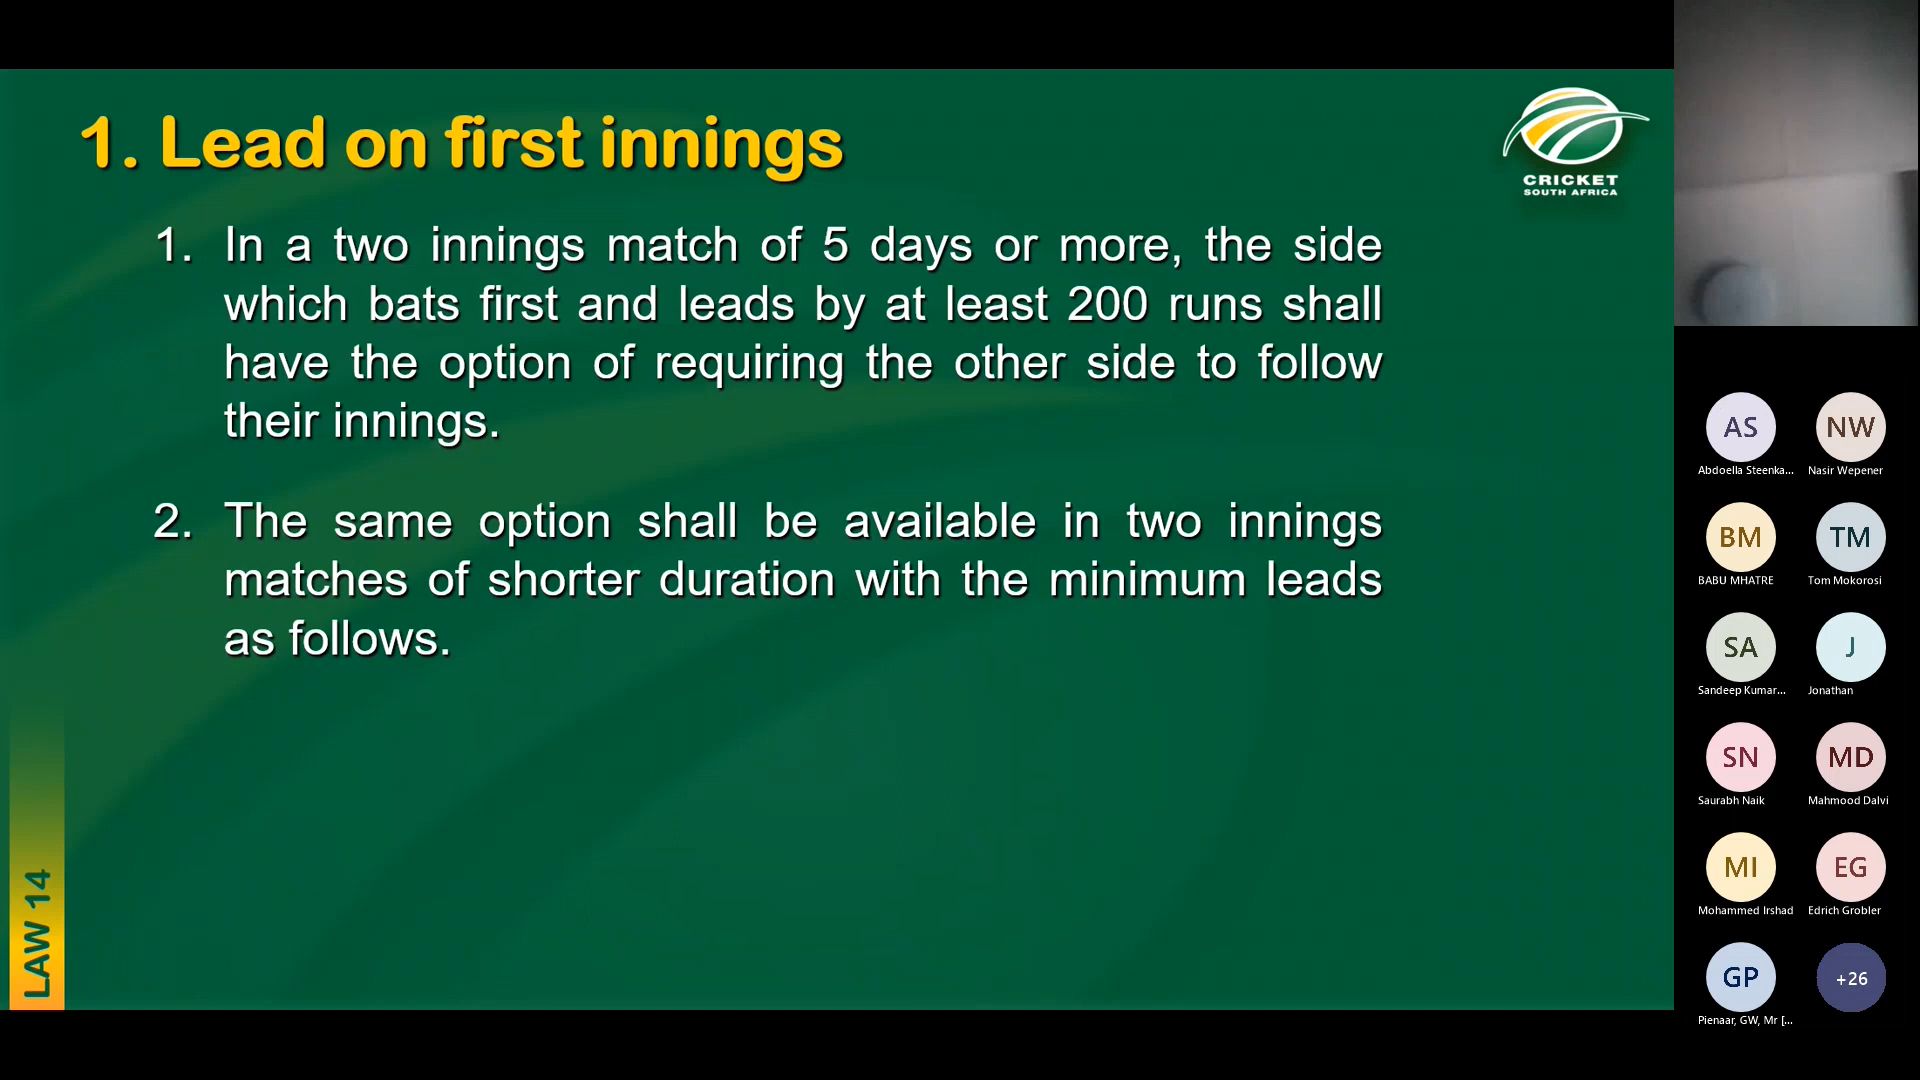 1. Lead on first innings
CRICKET
SOUTH AFRICA
1. In a two innings match of 5 days or more, the side
which bats first and leads by at least 200 runs shall
have the option of requiring the other side to follow
their innings.
2. The same option shall be available in two innings
matches of shorter duration with the minimum leads
as follows.
LAW 14
AS NW
Abdoella Steenka... Nasir Wepener
BM TM
BABU MHATRE Tom Mokorosi
SA J
Sandeep Kumar... Jonathan
SN MD
Saurabh Naik Mahmood Dalvi
MI EG
Mohammed Irshad Edrich Grobler
GP +26
Pienaar, GW, Mr [...